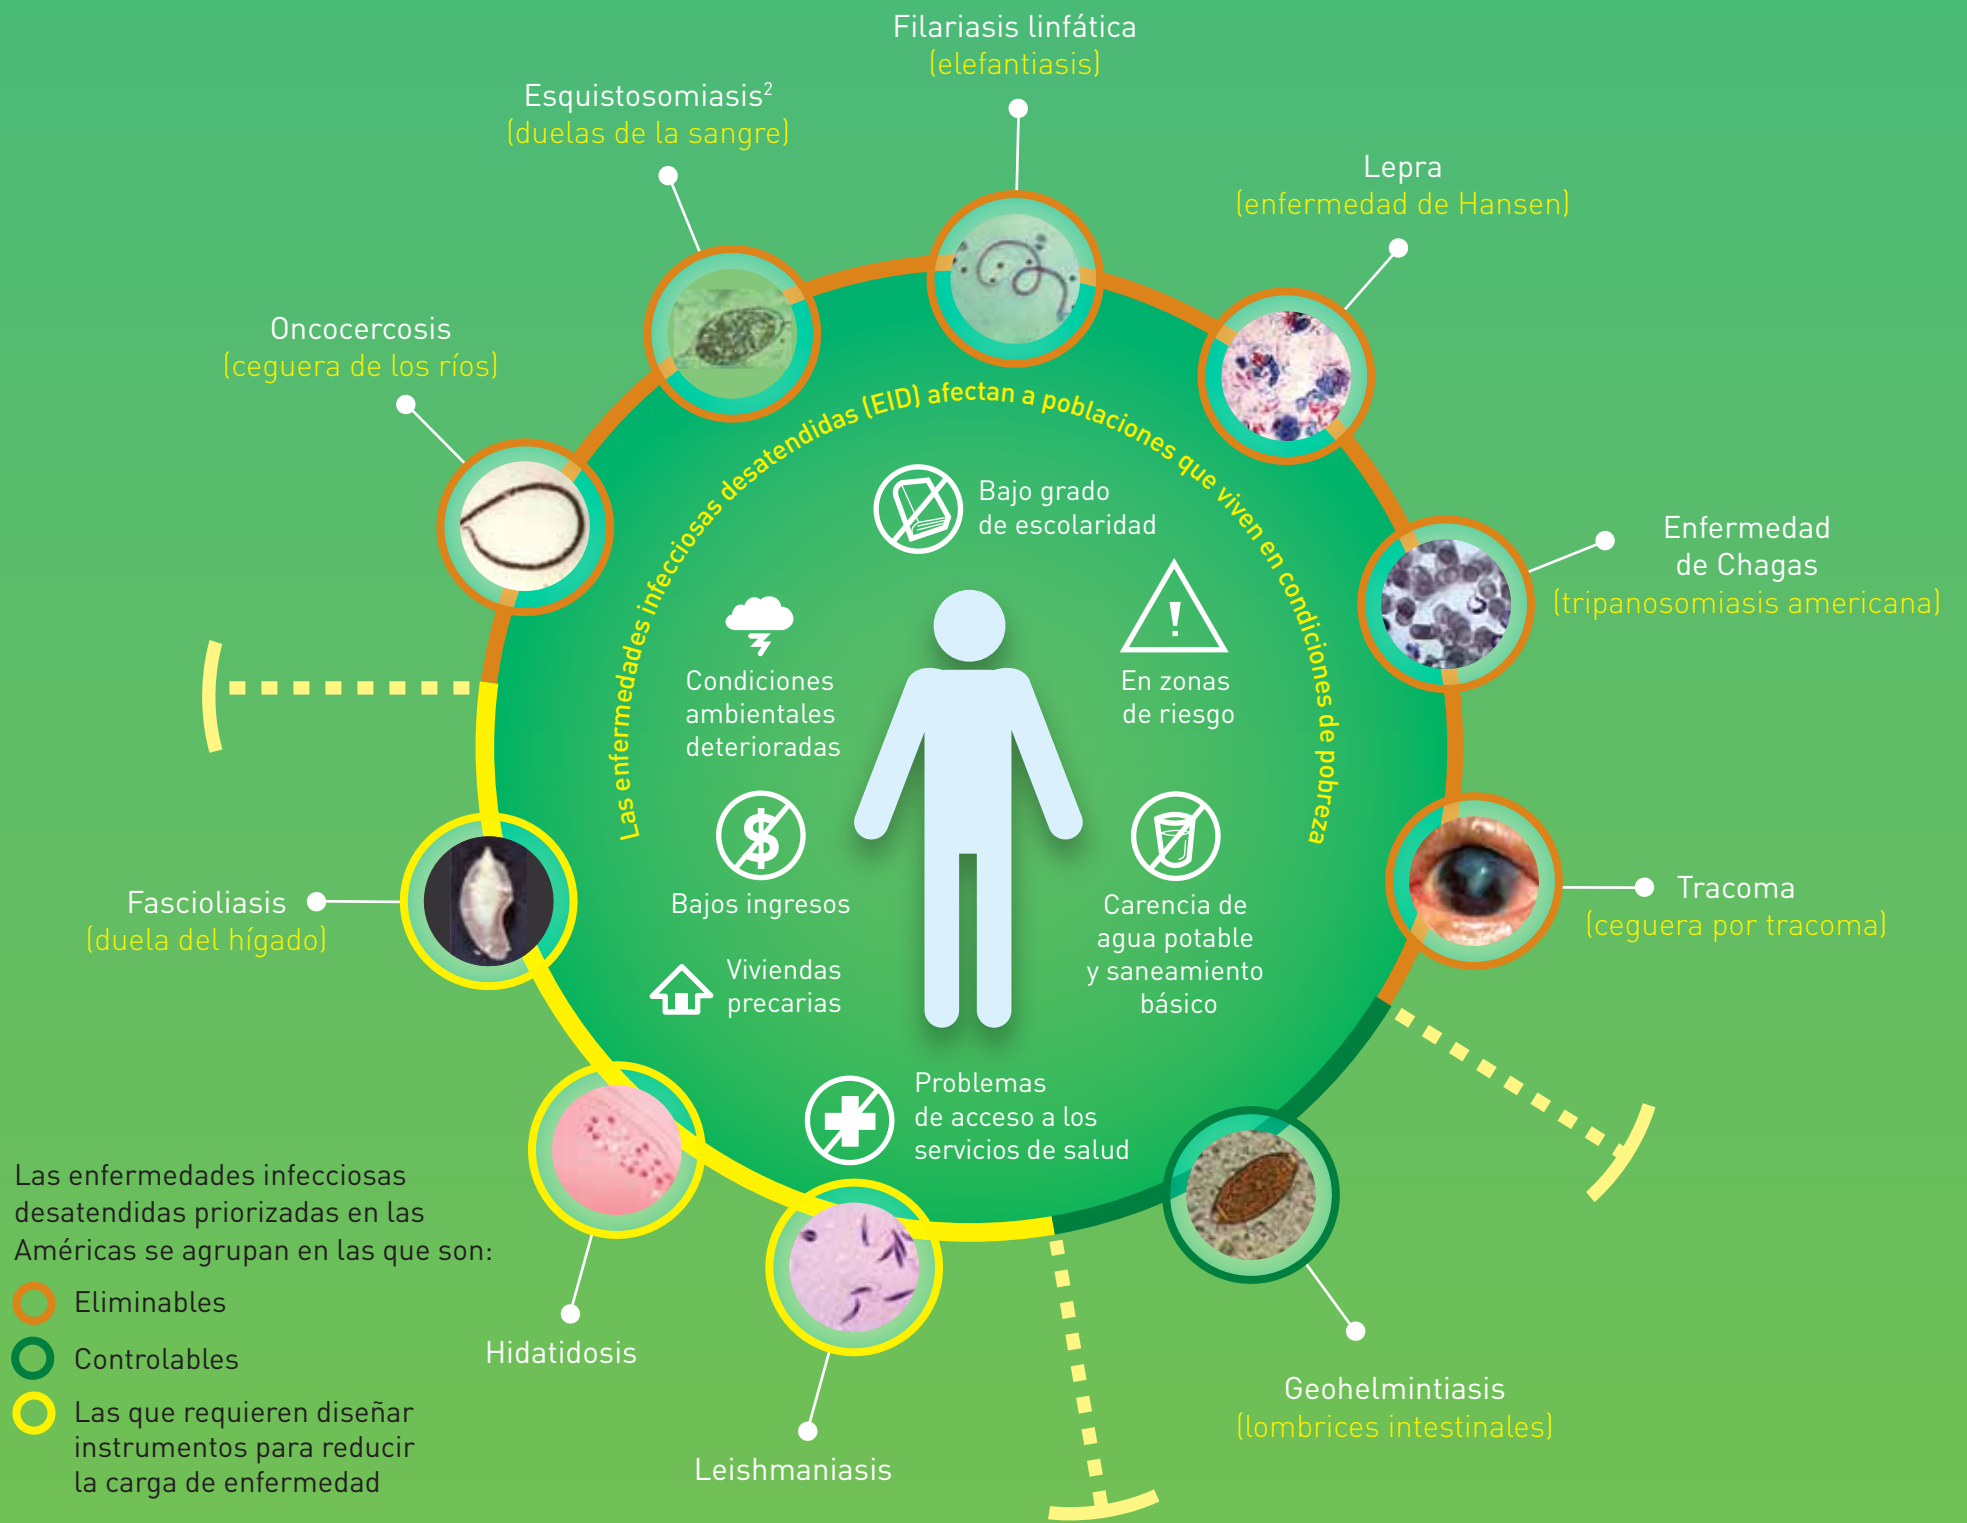 Filariasis linfática
(elefantiasis)
Esquistosomiasis²
(duelas de la sangre)
Lepra
(enfermedad de Hansen)
Oncocercosis
(ceguera de los ríos)
Enfermedad
de Chagas
(tripanosomiasis americana)
Tracoma
(ceguera por tracoma)
Geohelmintiasis
(lombrices intestinales)
Leishmaniasis
Hidatidosis
Fascioliasis
(duela del hígado)
Las enfermedades infecciosas desatendidas (EID) afectan a poblaciones que viven en condiciones de pobreza
Bajo grado
de escolaridad
Condiciones
ambientales
deterioradas
!
En zonas
de riesgo
$
Bajos ingresos
Carencia de
agua potable
y saneamiento
básico
Viviendas
precarias
Problemas
de acceso a los
servicios de salud
Las enfermedades infecciosas
desatendidas priorizadas en las
Américas se agrupan en las que son:
Eliminables
Controlables
Las que requieren diseñar
instrumentos para reducir
la carga de enfermedad